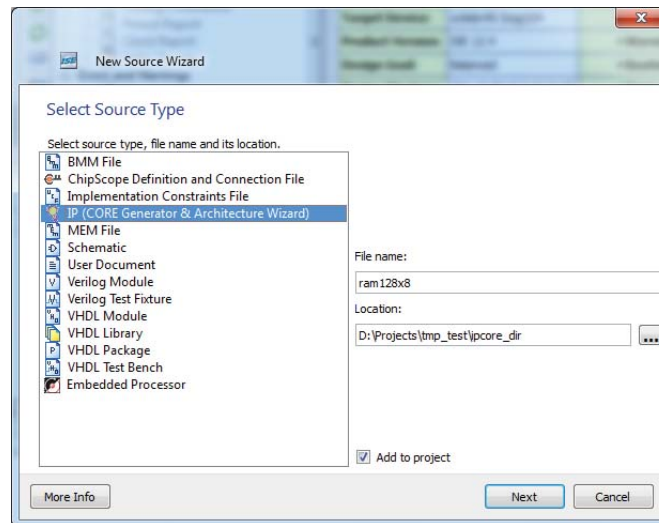 New Source Wizard
Select Source Type
Select source type, file name and its location.
BMM File
ChipScope Definition and Connection File
Implementation Constraints File
IP (CORE Generator & Architecture Wizard)
MEM File
Schematic
User Document
Verilog Module
Verilog Test Fixture
VHDL Module
VHDL Library
VHDL Package
VHDL Test Bench
Embedded Processor
File name:
ram128x8
Location:
D:\Projects\tmp_test\ipcore_dir
...
Add to project
More Info
Next
Cancel